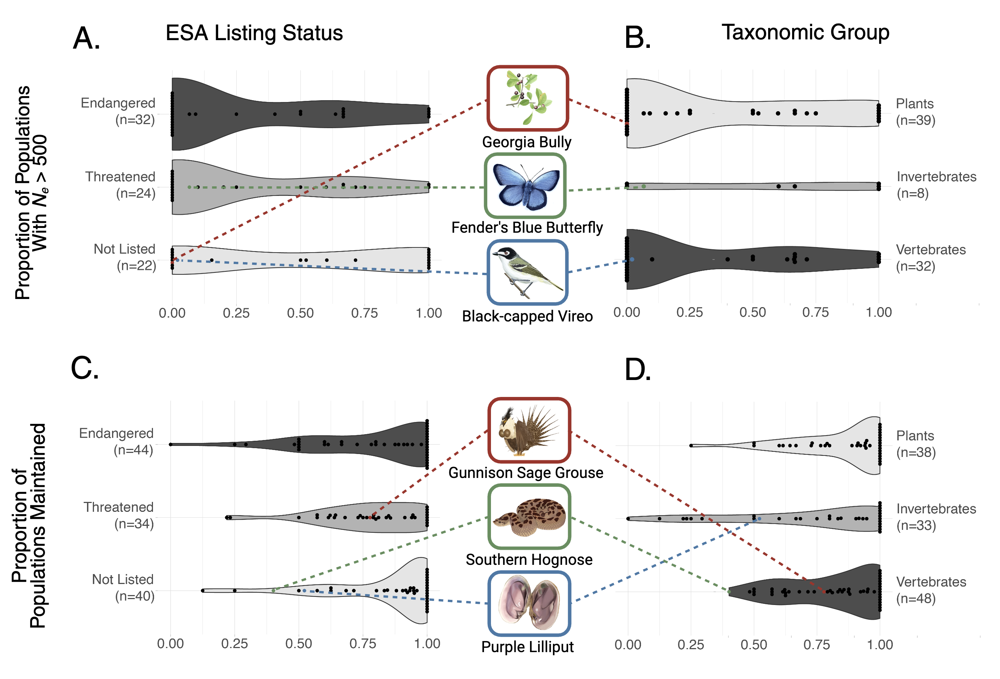 A.
ESA Listing Status
B.
Taxonomic Group
Proportion of Populations
With Ne > 500
Endangered
(n=32)
Threatened
(n=24)
Not Listed
(n=22)
0.00 0.25 0.50 0.75 1.00
Georgia Bully
Fender's Blue Butterfly
Black-capped Vireo
Plants
(n=39)
Invertebrates
(n=8)
Vertebrates
(n=32)
0.00 0.25 0.50 0.75 1.00
C.
D.
Proportion of
Populations Maintained
Endangered
(n=44)
Threatened
(n=34)
Not Listed
(n=40)
0.00 0.25 0.50 0.75 1.00
Gunnison Sage Grouse
Southern Hognose
Purple Lilliput
Plants
(n=38)
Invertebrates
(n=33)
Vertebrates
(n=48)
0.00 0.25 0.50 0.75 1.00